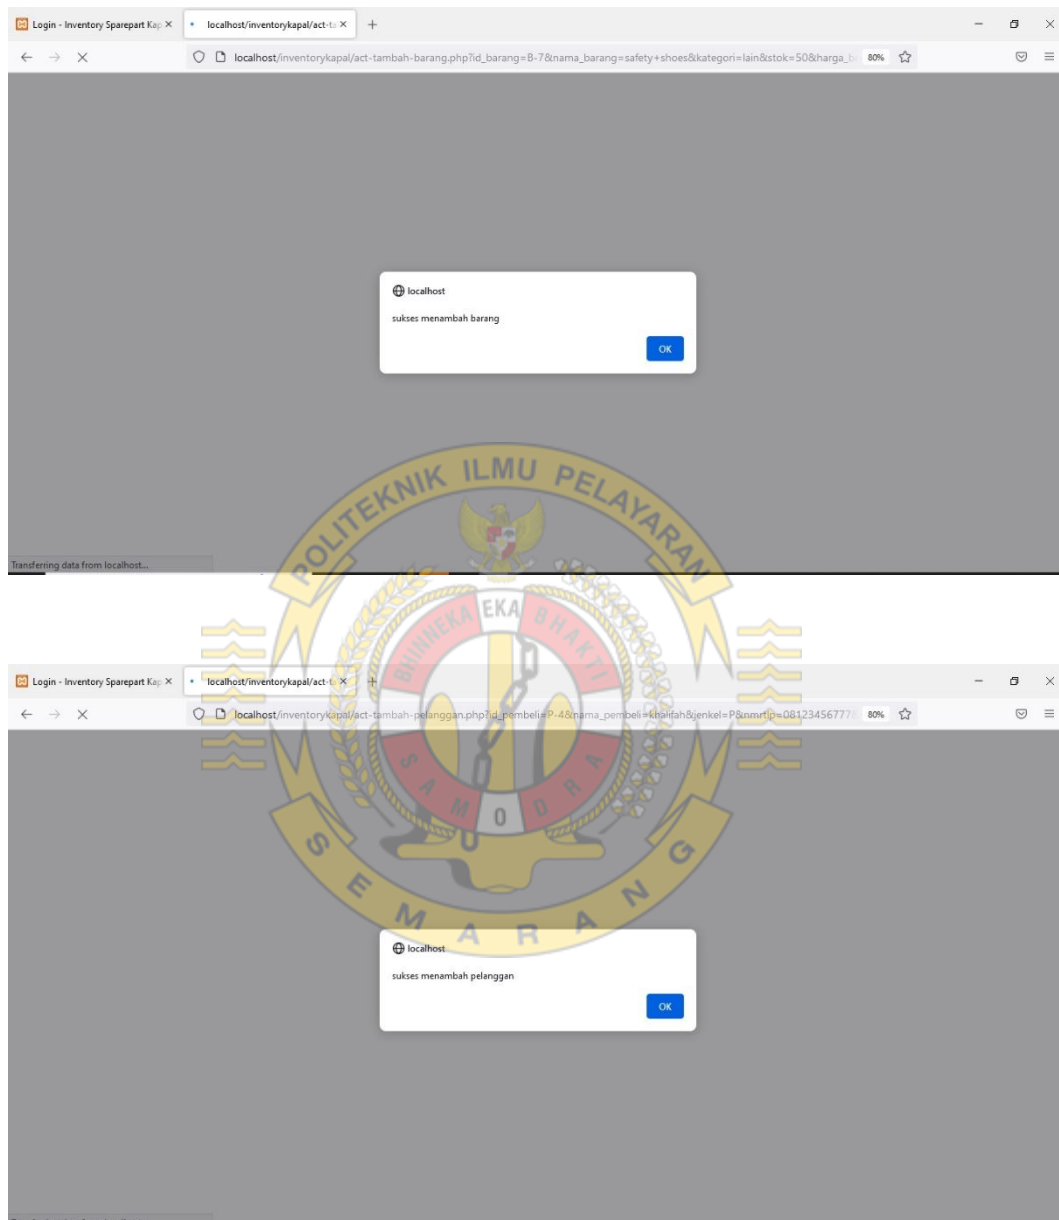 Login - Inventory Sparepart Kap
localhost/inventorykapal/act-ta
localhost/inventorykapal/act-tambah-barang.php?id_barang=B-7&nama_barang=safety+shoes&kategori=lain&stok=50&harga_b
80%
localhost
sukses menambah barang
OK
Transferring data from localhost...
POLITEKNIK ILMU PELAYARAN
BHINNEKA EKA BHAKTI
SAMODRA
SEMARANG
Login - Inventory Sparepart Kap
localhost/inventorykapal/act-ta
localhost/inventorykapal/act-tambah-pelanggan.php?id_pembeli=P-4&nama_pembeli=khalifah&jenkel=P&nmrtlp=0812345677
80%
localhost
sukses menambah pelanggan
OK